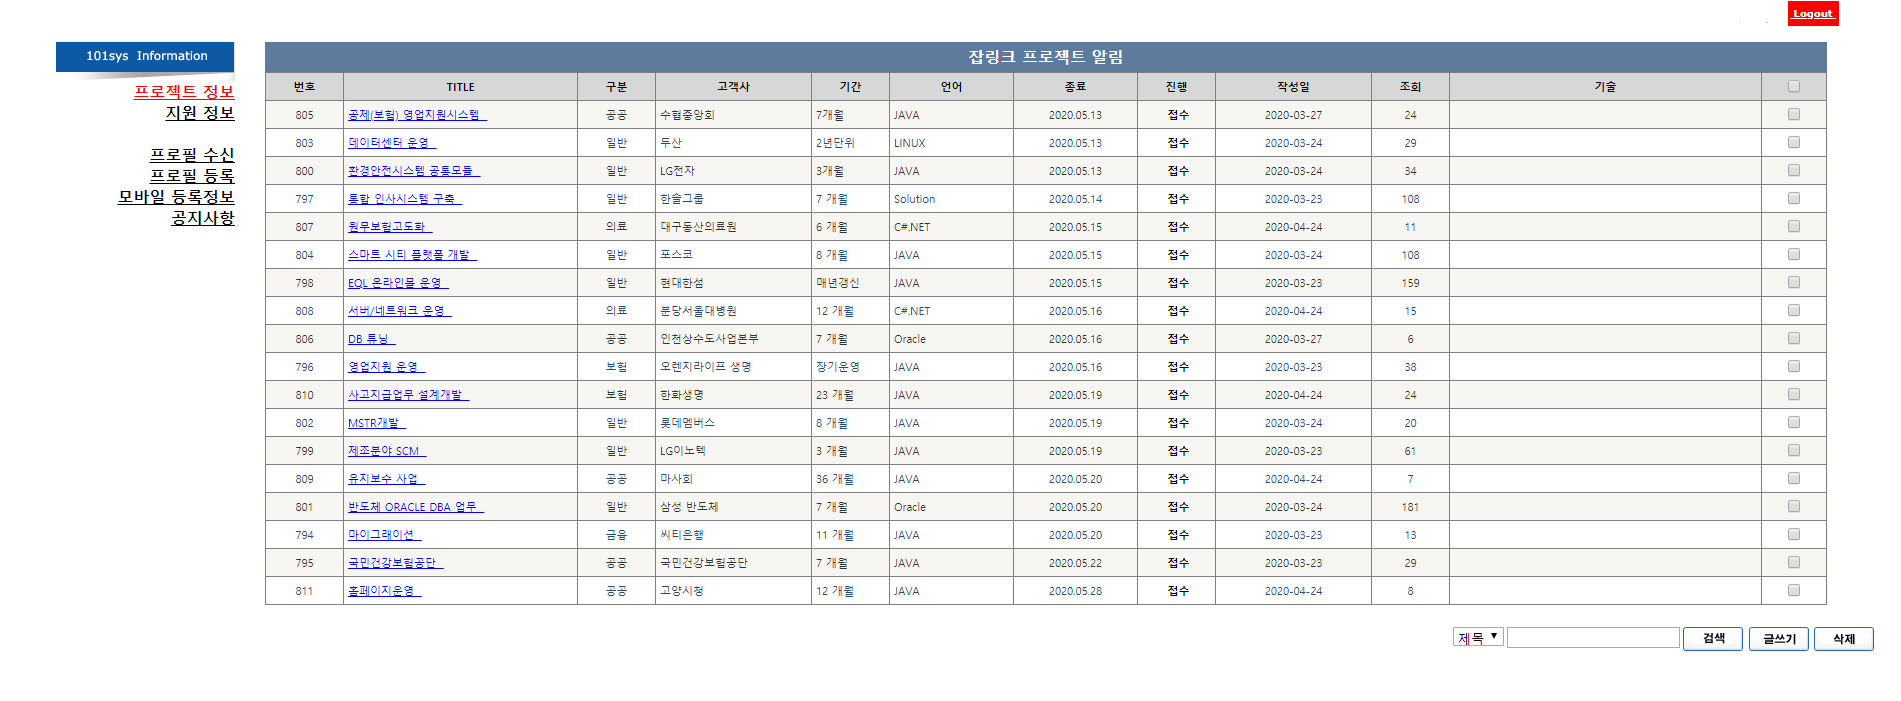 Logout
101sys Information
프로젝트 정보
지원 정보
프로필 수신
프로필 등록
모바일 등록정보
공지사항
잡링크 프로젝트 알림
번호 TITLE 구분 고객사 기간 언어 종료 진행 작성일 조회 기술
805 공제(보험) 영업지원시스템 공공 수협중앙회 7개월 JAVA 2020.05.13 접수 2020-03-27 24
803 데이터센터 운영 일반 두산 2년단위 LINUX 2020.05.13 접수 2020-03-24 29
800 환경안전시스템 공통모듈 일반 LG전자 3개월 JAVA 2020.05.13 접수 2020-03-24 34
797 통합 인사시스템 구축 일반 한솔그룹 7 개월 Solution 2020.05.14 접수 2020-03-23 108
807 원무보험고도화 의료 대구동산의료원 6 개월 C#.NET 2020.05.15 접수 2020-04-24 11
804 스마트 시티 플랫폼 개발 일반 포스코 8 개월 JAVA 2020.05.15 접수 2020-03-24 108
798 EQL 온라인몰 운영 일반 현대한섬 매년갱신 JAVA 2020.05.15 접수 2020-03-23 159
808 서버/네트워크 운영 의료 분당서울대병원 12 개월 C#.NET 2020.05.16 접수 2020-04-24 15
806 DB 튜닝 공공 인천상수도사업본부 7 개월 Oracle 2020.05.16 접수 2020-03-27 6
796 영업지원 운영 보험 오렌지라이프 생명 장기운영 JAVA 2020.05.16 접수 2020-03-23 38
810 사고지급업무 설계개발 보험 한화생명 23 개월 JAVA 2020.05.19 접수 2020-04-24 24
802 MSTR개발 일반 롯데멤버스 8 개월 JAVA 2020.05.19 접수 2020-03-24 20
799 제조분야 SCM 일반 LG이노텍 3 개월 JAVA 2020.05.19 접수 2020-03-23 61
809 유지보수 사업 공공 마사회 36 개월 JAVA 2020.05.20 접수 2020-04-24 7
801 반도체 ORACLE DBA 업무 일반 삼성 반도체 7 개월 Oracle 2020.05.20 접수 2020-03-24 181
794 마이그레이션 금융 씨티은행 11 개월 JAVA 2020.05.20 접수 2020-03-23 13
795 국민건강보험공단 공공 국민건강보험공단 7 개월 JAVA 2020.05.22 접수 2020-03-23 29
811 홈페이지운영 공공 고양시청 12 개월 JAVA 2020.05.28 접수 2020-04-24 8
제목 검색 글쓰기 삭제